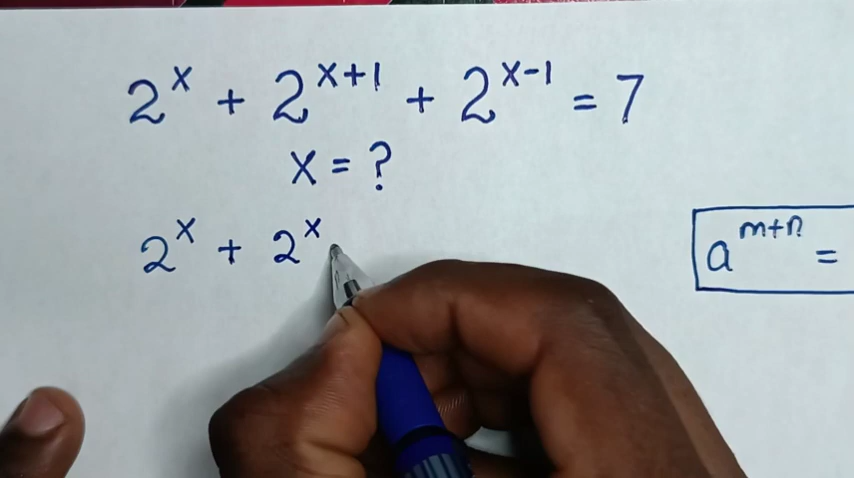 2^x + 2^(x+1) + 2^(x-1) = 7
x = ?
2^x + 2^x
a^(m+n) =